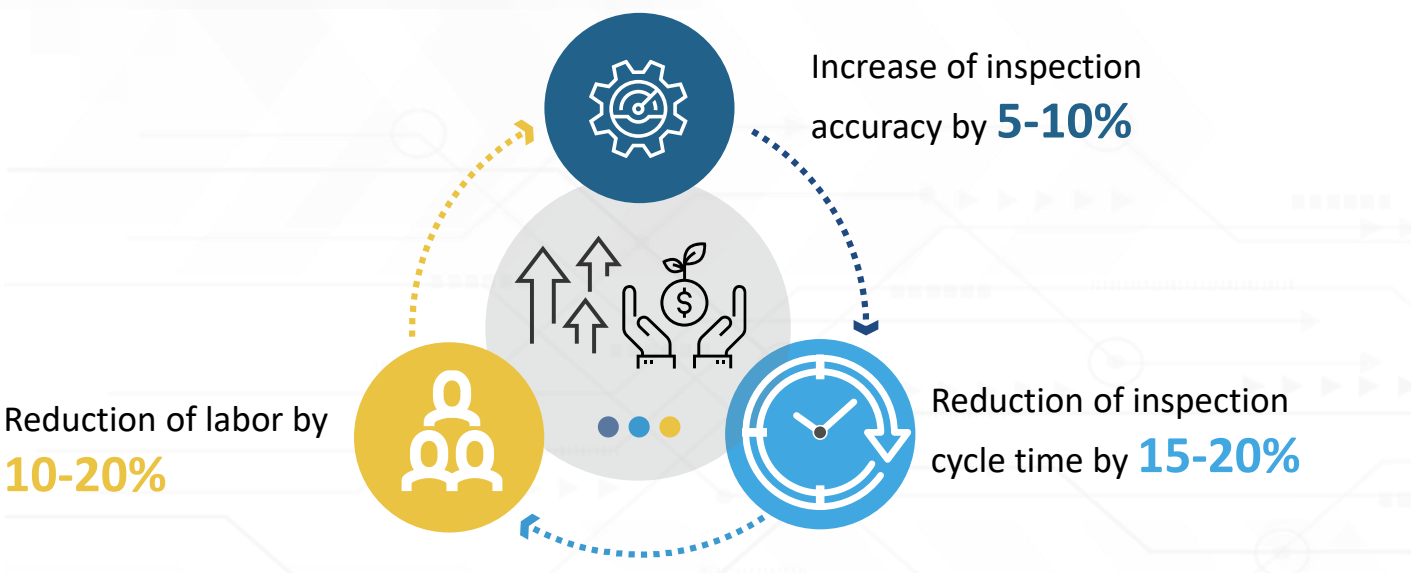 Increase of inspection
accuracy by 5-10%
Reduction of labor by
10-20%
Reduction of inspection
cycle time by 15-20%
$